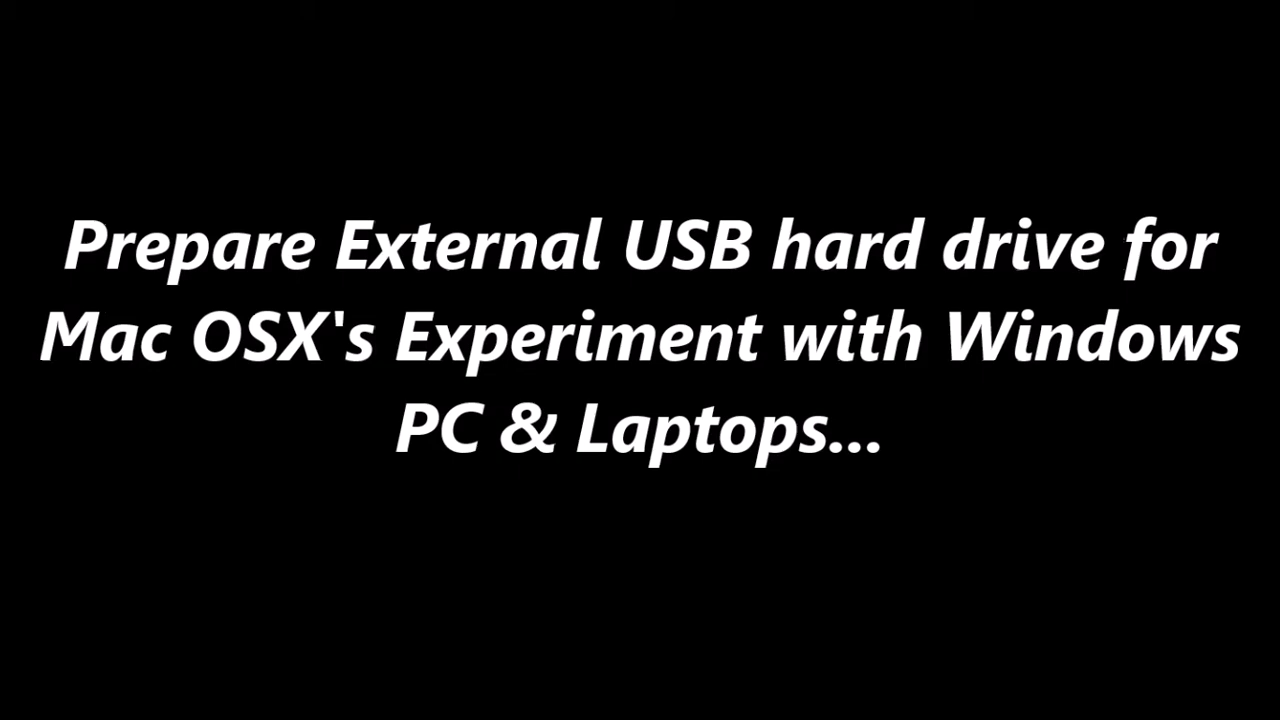 Prepare External USB hard drive for
Mac OSX's Experiment with Windows
PC & Laptops...